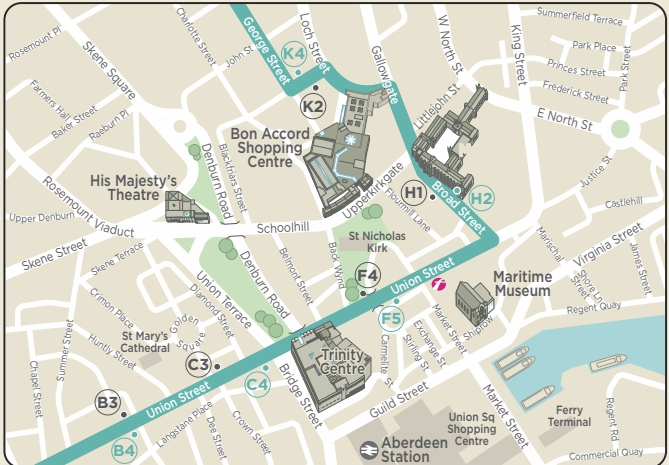 Rosemount Pl
Skene Square
Charlotte Street
John St
George Street
K4
Loch Street
Gallowgate
W North St
King Street
Summerfield Terrace
Park Place
Princes Street
Frederick Street
Park Street
E North St
Farmers Hall
Baker Street
Raeburn Pl
K2
Littlejohn St
Bon Accord
Shopping
Centre
Denburn Road
Blackfriars Street
His Majesty's
Theatre
Rosemount Viaduct
Upper Denburn
Skene Street
Schoolhill
Upperkirkgate
Flourmill Lane
H1
H2
Broad Street
Justice St
Castlehill
St Nicholas
Kirk
Back Wynd
Belmont Street
Skene Terrace
Union Terrace
Denburn Road
Diamond Street
Golden
Square
Crimon Place
Huntly Street
Summer Street
Chapel Street
St Mary's
Cathedral
F4
Union Street
F5
Maritime
Museum
Marischal
Street
Shore Ln
Virginia Street
Regent Quay
James St
Market Street
Shiprow
Exchange St
Stirling St
Carmelite St
Trinity
Centre
Bridge Street
Guild Street
C3
C4
B3
B4
Union Street
Langstane Place
Dee Street
Crown Street
Union Sq
Shopping
Centre
Market Street
Ferry
Terminal
Regent Rd
Commercial Quay
Aberdeen
Station